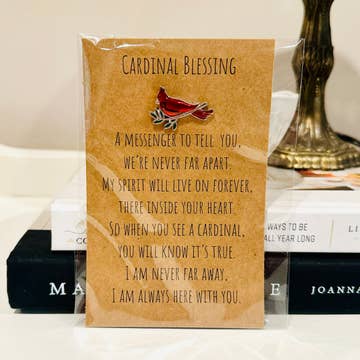 CARDINAL BLESSING
A MESSENGER TO TELL YOU,
WE'RE NEVER FAR APART.
MY SPIRIT WILL LIVE ON FOREVER,
THERE INSIDE YOUR HEART.
SO WHEN YOU SEE A CARDINAL,
YOU WILL KNOW IT'S TRUE.
I AM NEVER FAR AWAY,
I AM ALWAYS HERE WITH YOU.
WAYS TO BE
ALL YEAR LONG
LI
MA
E
JOANNA